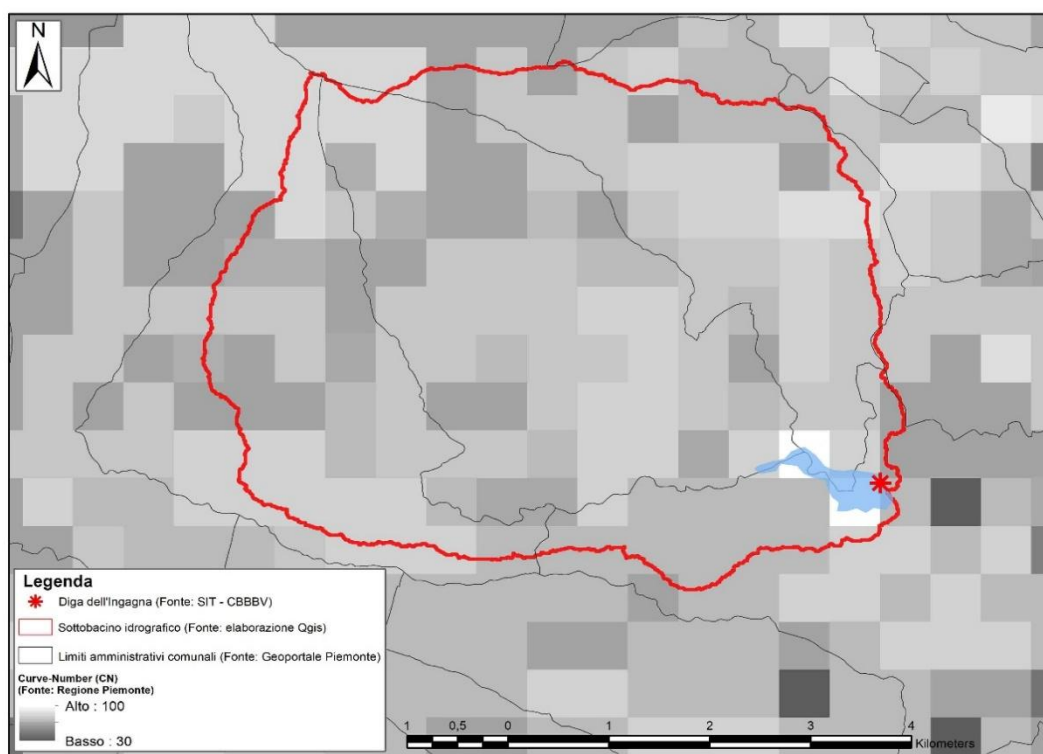 N
Legenda
Diga dell'Ingagna (Fonte: SIT - CBBBV)
Sottobacino idrografico (Fonte: elaborazione Qgis)
Limiti amministrativi comunali (Fonte: Geoportale Piemonte)
Curve-Number (CN)
(Fonte: Regione Piemonte)
Alto : 100
Basso : 30
1 0,5 0 1 2 3 4
Kilometers